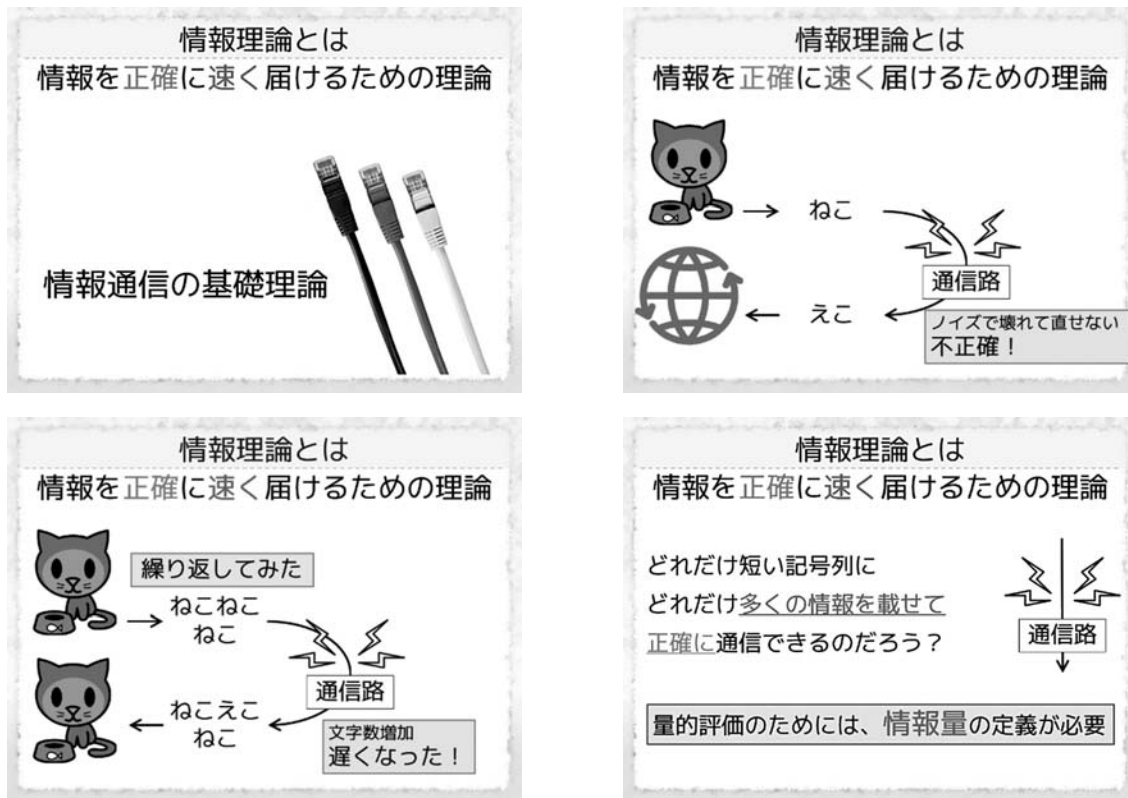 情報理論とは
情報を正確に速く届けるための理論
情報通信の基礎理論
情報理論とは
情報を正確に速く届けるための理論
ねこ
通信路
えこ
ノイズで壊れて直せない
不正確！
情報理論とは
情報を正確に速く届けるための理論
繰り返してみた
ねこねこ
ねこ
通信路
ねこえこ
ねこ
文字数増加
遅くなった！
情報理論とは
情報を正確に速く届けるための理論
どれだけ短い記号列に
どれだけ多くの情報を載せて
正確に通信できるのだろう？
通信路
量的評価のためには、情報量の定義が必要